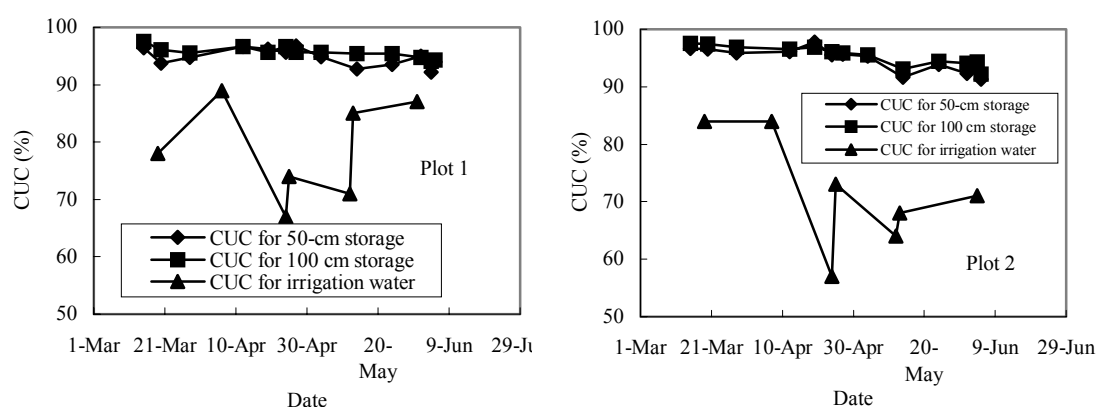 100
90
80
70
60
50
CUC (%)
CUC for 50-cm storage
CUC for 100 cm storage
CUC for irrigation water
Plot 1
1-Mar 21-Mar 10-Apr 30-Apr 20-May 9-Jun 29-Ju
Date
100
90
80
70
60
50
CUC (%)
CUC for 50-cm storage
CUC for 100 cm storage
CUC for irrigation water
Plot 2
1-Mar 21-Mar 10-Apr 30-Apr 20-May 9-Jun 29-Jun
Date